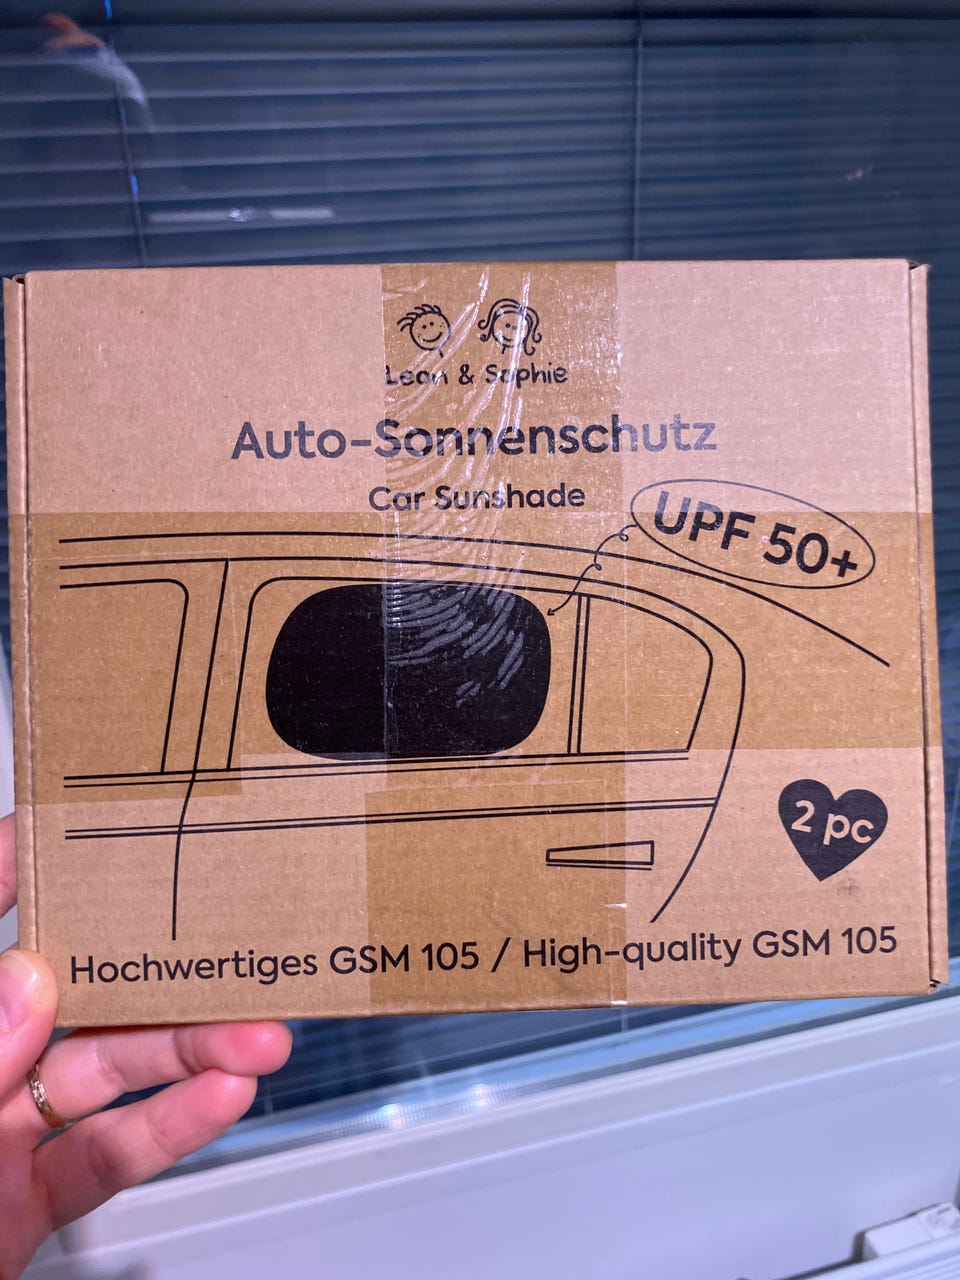 Leon & Sophie
Auto-Sonnenschutz
Car Sunshade
UPF 50+
2 pc
Hochwertiges GSM 105 / High-quality GSM 105